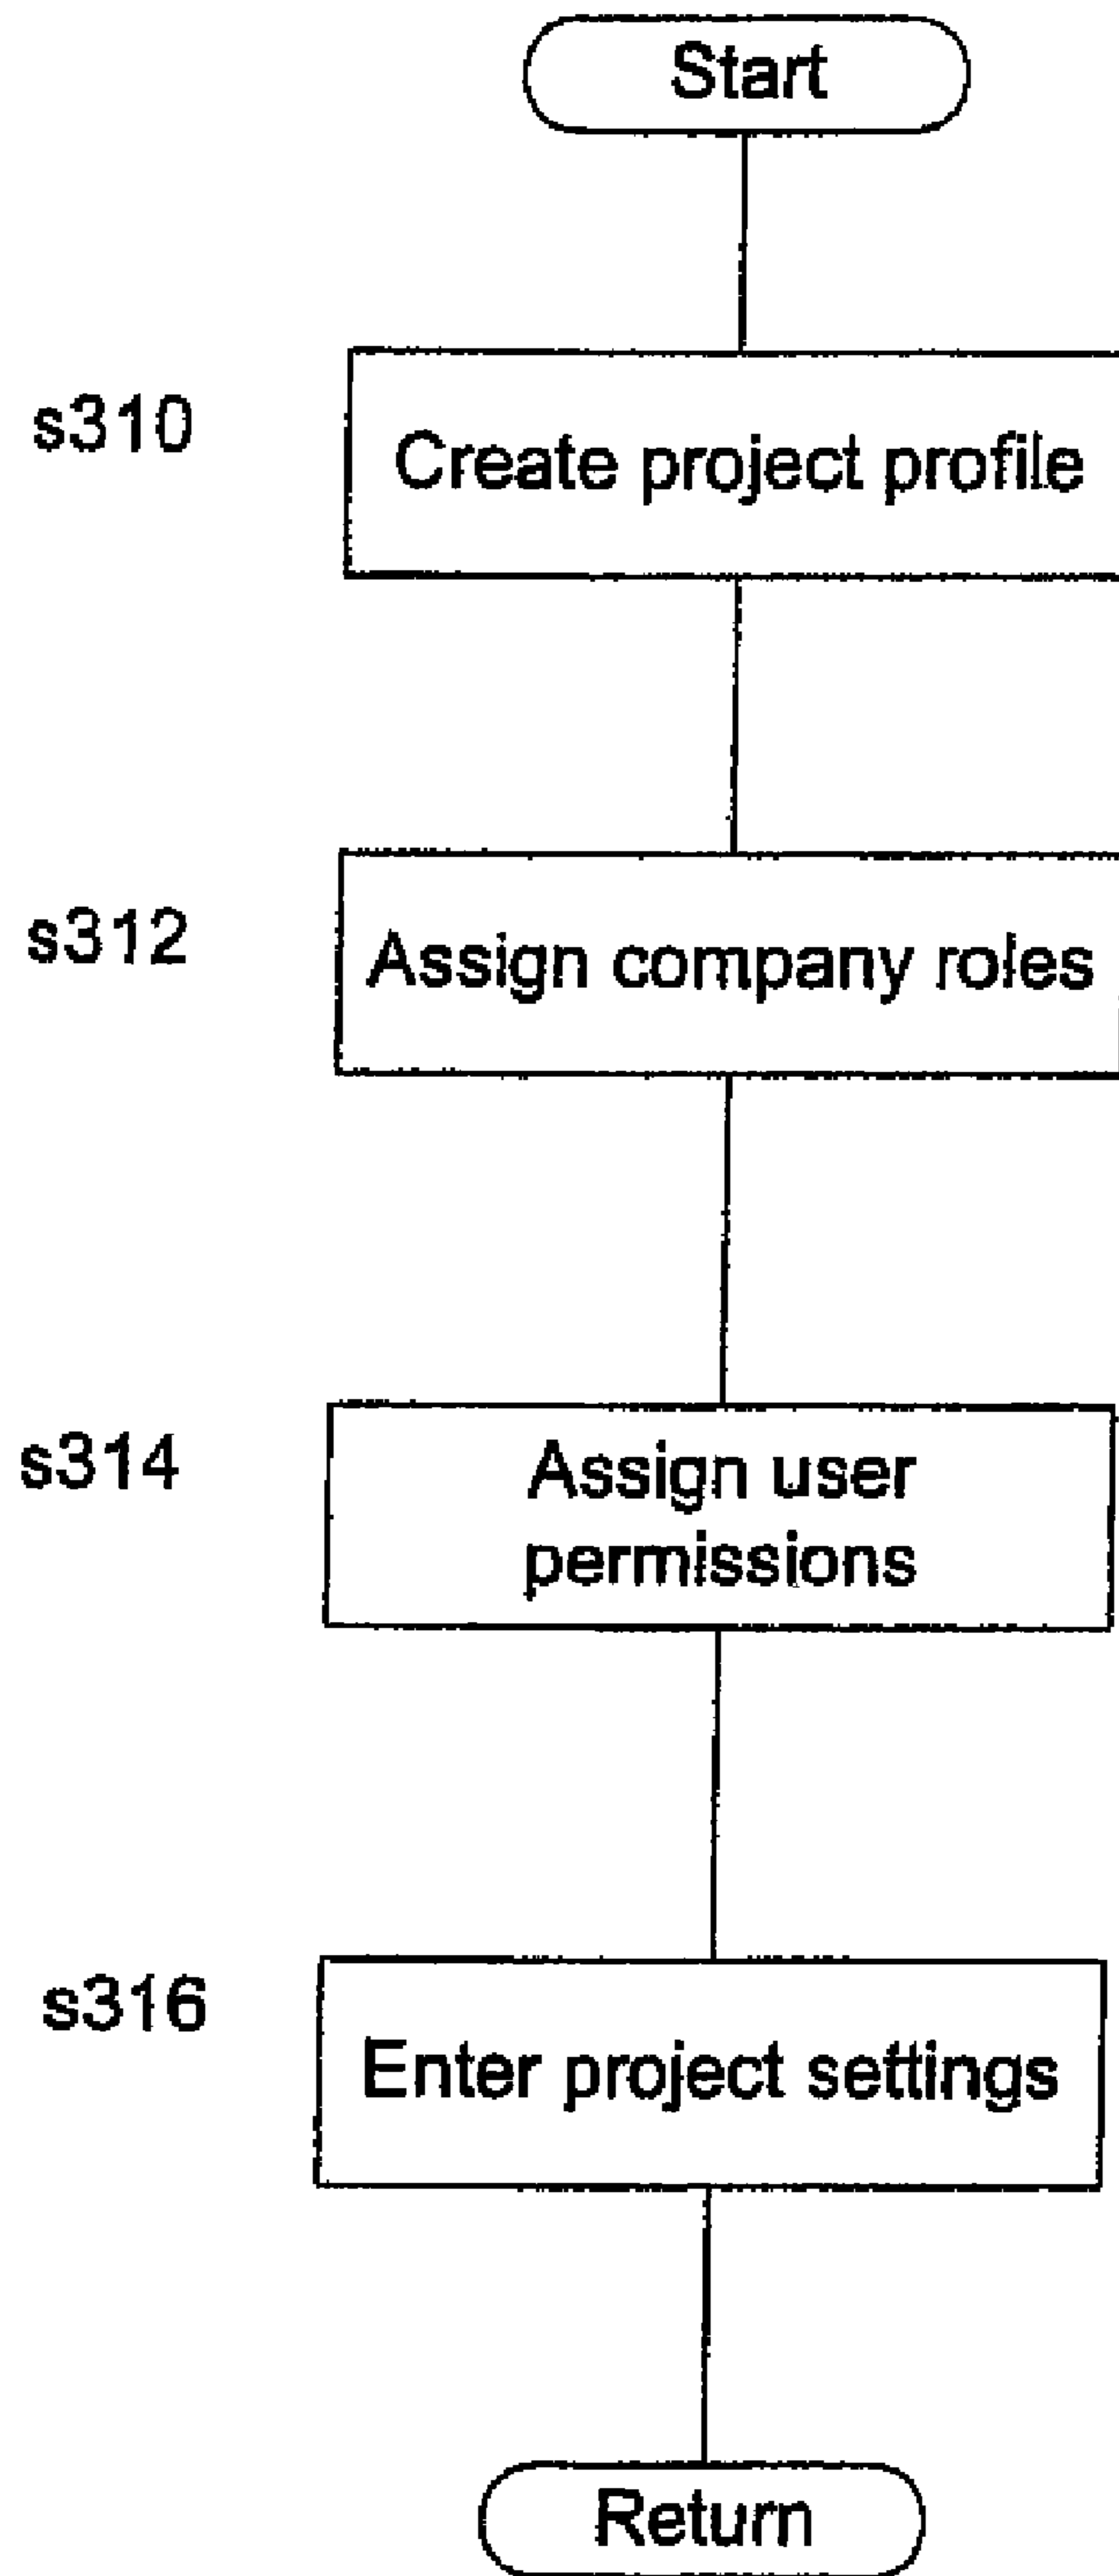 Start
s310
Create project profile
s312
Assign company roles
s314
Assign user
permissions
s316
Enter project settings
Return